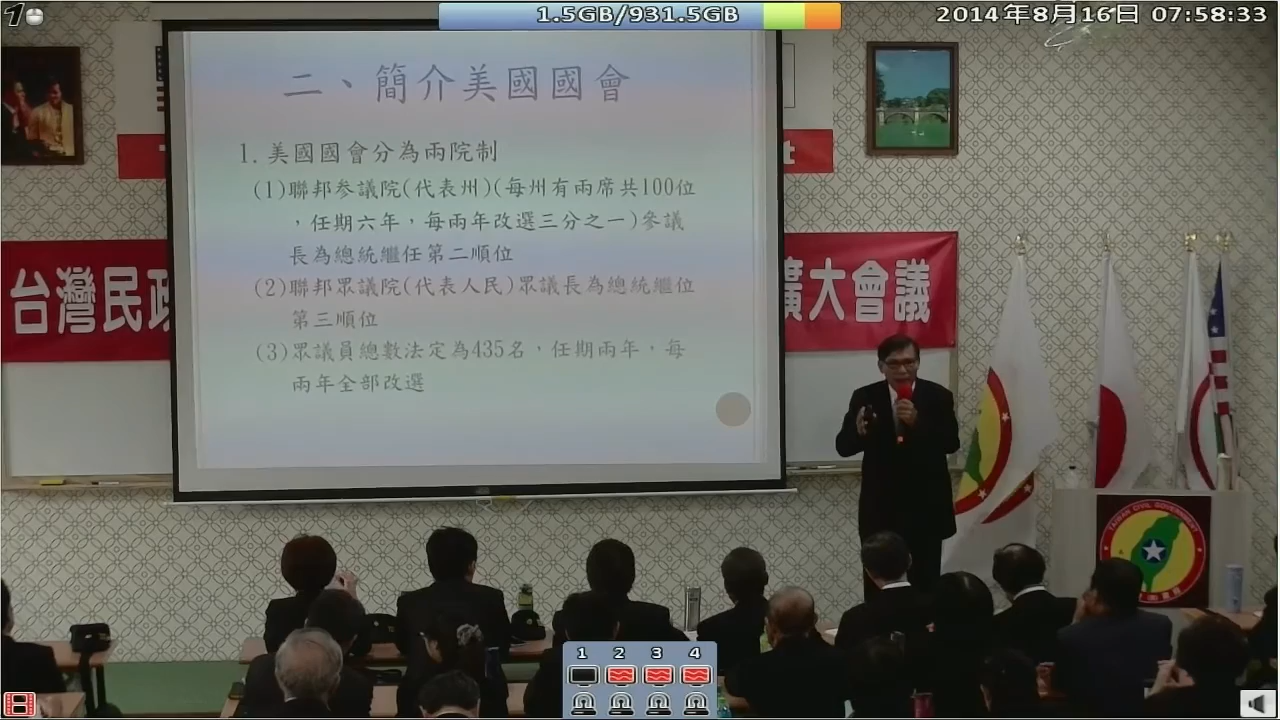 1
1.5GB/931.5GB
2014年8月16日 07:58:33
二、簡介美國國會
1. 美國國會分為兩院制
(1)聯邦參議院(代表州)(每州有兩席共100位
，任期六年，每兩年改選三分之一)參議
長為總統繼任第二順位
(2)聯邦眾議院(代表人民)眾議長為總統繼位
第三順位
(3)眾議員總數法定為435名，任期兩年，每
兩年全部改選
台灣民政
擴大會議
TAIWAN CIVIL GOVERNMENT
1 2 3 4